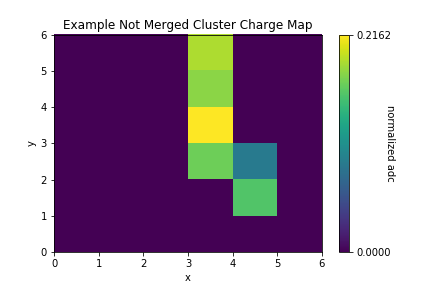 Example Not Merged Cluster Charge Map
6
5
4
3
2
1
0
y
0 1 2 3 4 5 6
x
0.2162
0.0000
normalized adc